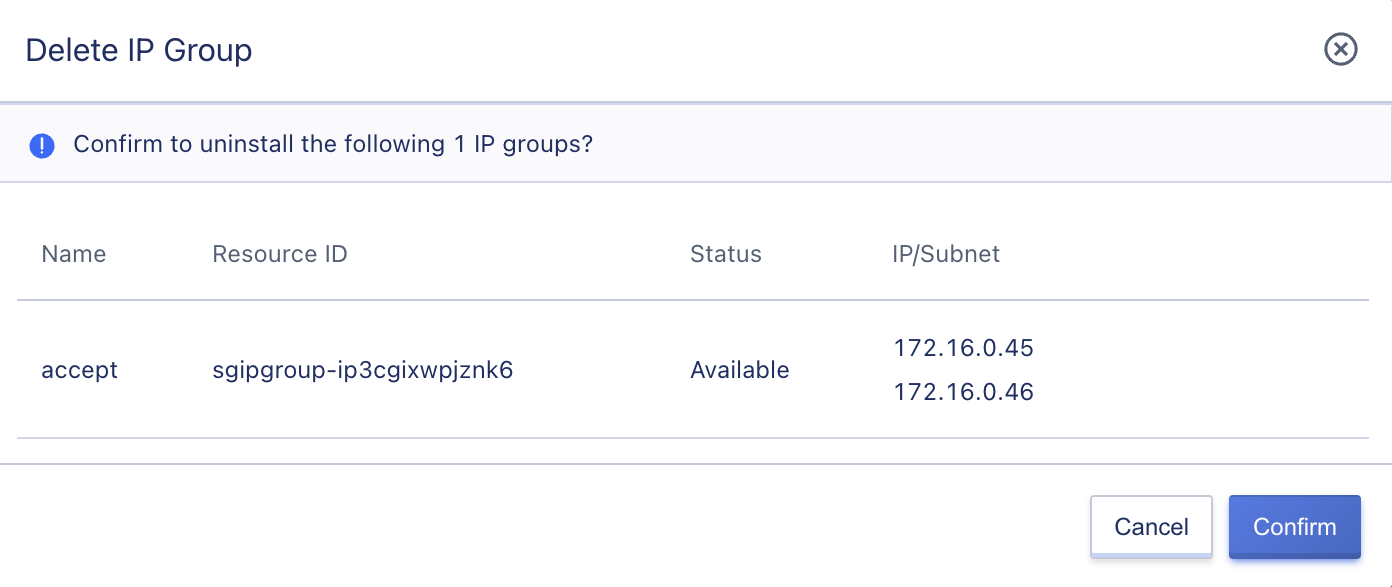 Delete IP Group
Confirm to uninstall the following 1 IP groups?
Name Resource ID Status IP/Subnet
accept sgipgroup-ip3cgixwpjznk6 Available 172.16.0.45
172.16.0.46
Cancel Confirm